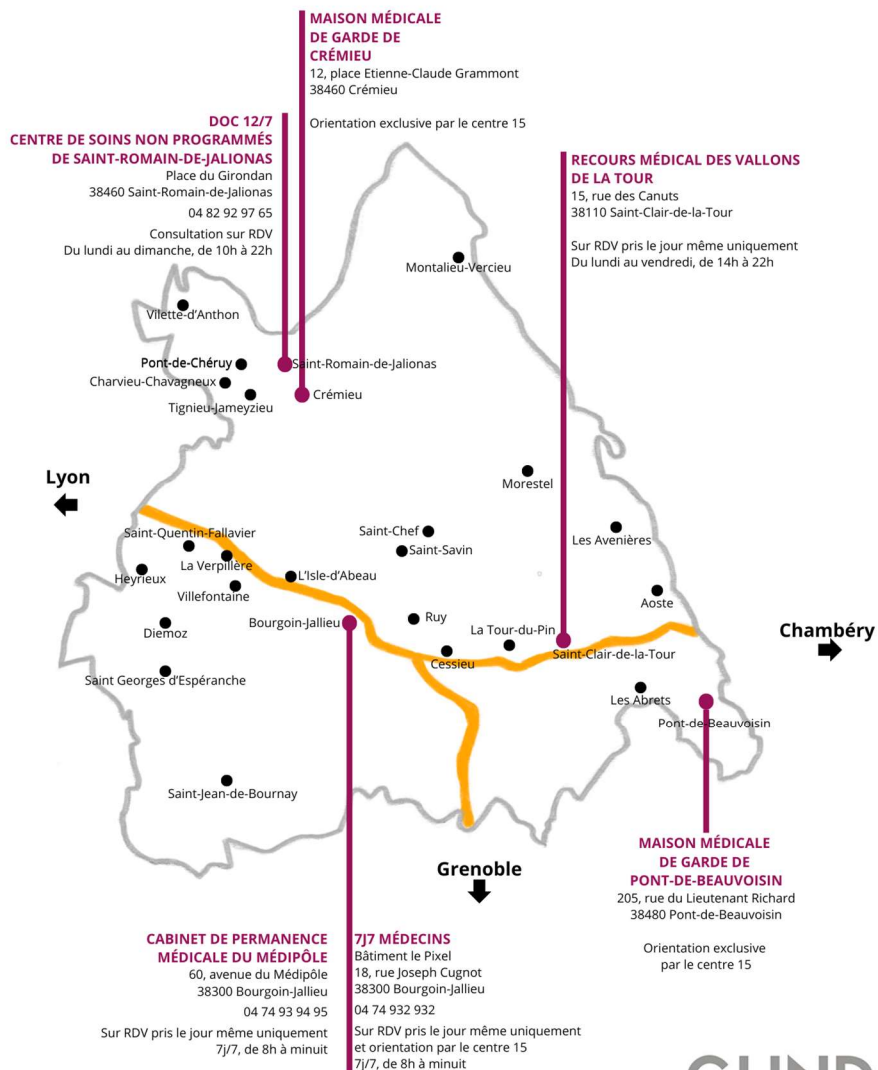 MAISON MÉDICALE
DE GARDE DE
CRÉMIEU
12, place Etienne-Claude Grammont
38460 Crémieu
Orientation exclusive par le centre 15
DOC 12/7
CENTRE DE SOINS NON PROGRAMMÉS
DE SAINT-ROMAIN-DE-JALIONAS
Place du Girondan
38460 Saint-Romain-de-Jalionas
04 82 92 97 65
Consultation sur RDV
Du lundi au dimanche, de 10h à 22h
RECOURS MÉDICAL DES VALLONS
DE LA TOUR
15, rue des Canuts
38110 Saint-Clair-de-la-Tour
Sur RDV pris le jour même uniquement
Du lundi au vendredi, de 14h à 22h
Montalieu-Vercieu
Vilette-d'Anthon
Pont-de-Chéruy
Saint-Romain-de-Jalionas
Charvieu-Chavagneux
Tignieu-Jameyzieu
Crémieu
Lyon
Morestel
Saint-Quentin-Fallavier
Saint-Chef
Les Avenières
Saint-Savin
La Verpillère
Heyrieux
L'Isle-d'Abeau
Villefontaine
Aoste
Diemoz
Bourgoin-Jallieu
Ruy
La Tour-du-Pin
Chambéry
Cessieu
Saint-Clair-de-la-Tour
Saint Georges d'Espéranche
Les Abrets
Pont-de-Beauvoisin
Saint-Jean-de-Bournay
Grenoble
MAISON MÉDICALE
DE GARDE DE
PONT-DE-BEAUVOISIN
205, rue du Lieutenant Richard
38480 Pont-de-Beauvoisin
Orientation exclusive
par le centre 15
CABINET DE PERMANENCE
MÉDICALE DU MÉDIPÔLE
60, avenue du Médipôle
38300 Bourgoin-Jallieu
04 74 93 94 95
Sur RDV pris le jour même uniquement
7j/7, de 8h à minuit
7J7 MÉDECINS
Bâtiment le Pixel
18, rue Joseph Cugnot
38300 Bourgoin-Jallieu
04 74 932 932
Sur RDV pris le jour même uniquement
et orientation par le centre 15
7j/7, de 8h à minuit